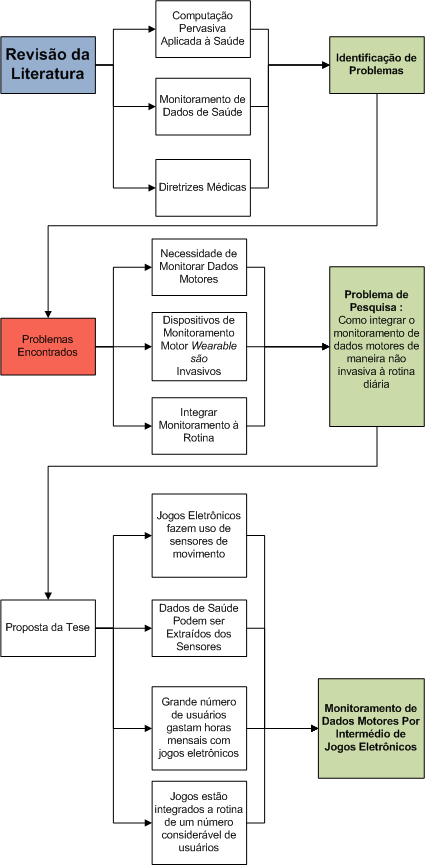 Revisão da
Literatura
Computação
Pervasiva
Aplicada à Saúde
Monitoramento de
Dados de Saúde
Diretrizes Médicas
Identificação de
Problemas
Problemas
Encontrados
Necessidade de
Monitorar Dados
Motores
Dispositivos de
Monitoramento
Motor Wearable
são
Invasivos
Integrar
Monitoramento à
Rotina
Problema de
Pesquisa :
Como integrar o
monitoramento de
dados motores de
maneira não
invasiva à rotina
diária
Proposta da Tese
Jogos Eletrônicos
fazem uso de
sensores de
movimento
Dados de Saúde
Podem ser
Extraídos dos
Sensores
Grande número
de usuários
gastam horas
mensais com
jogos eletrônicos
Jogos estão
integrados a rotina
de um número
considerável de
usuários
Monitoramento de
Dados Motores Por
Intermédio de
Jogos Eletrônicos